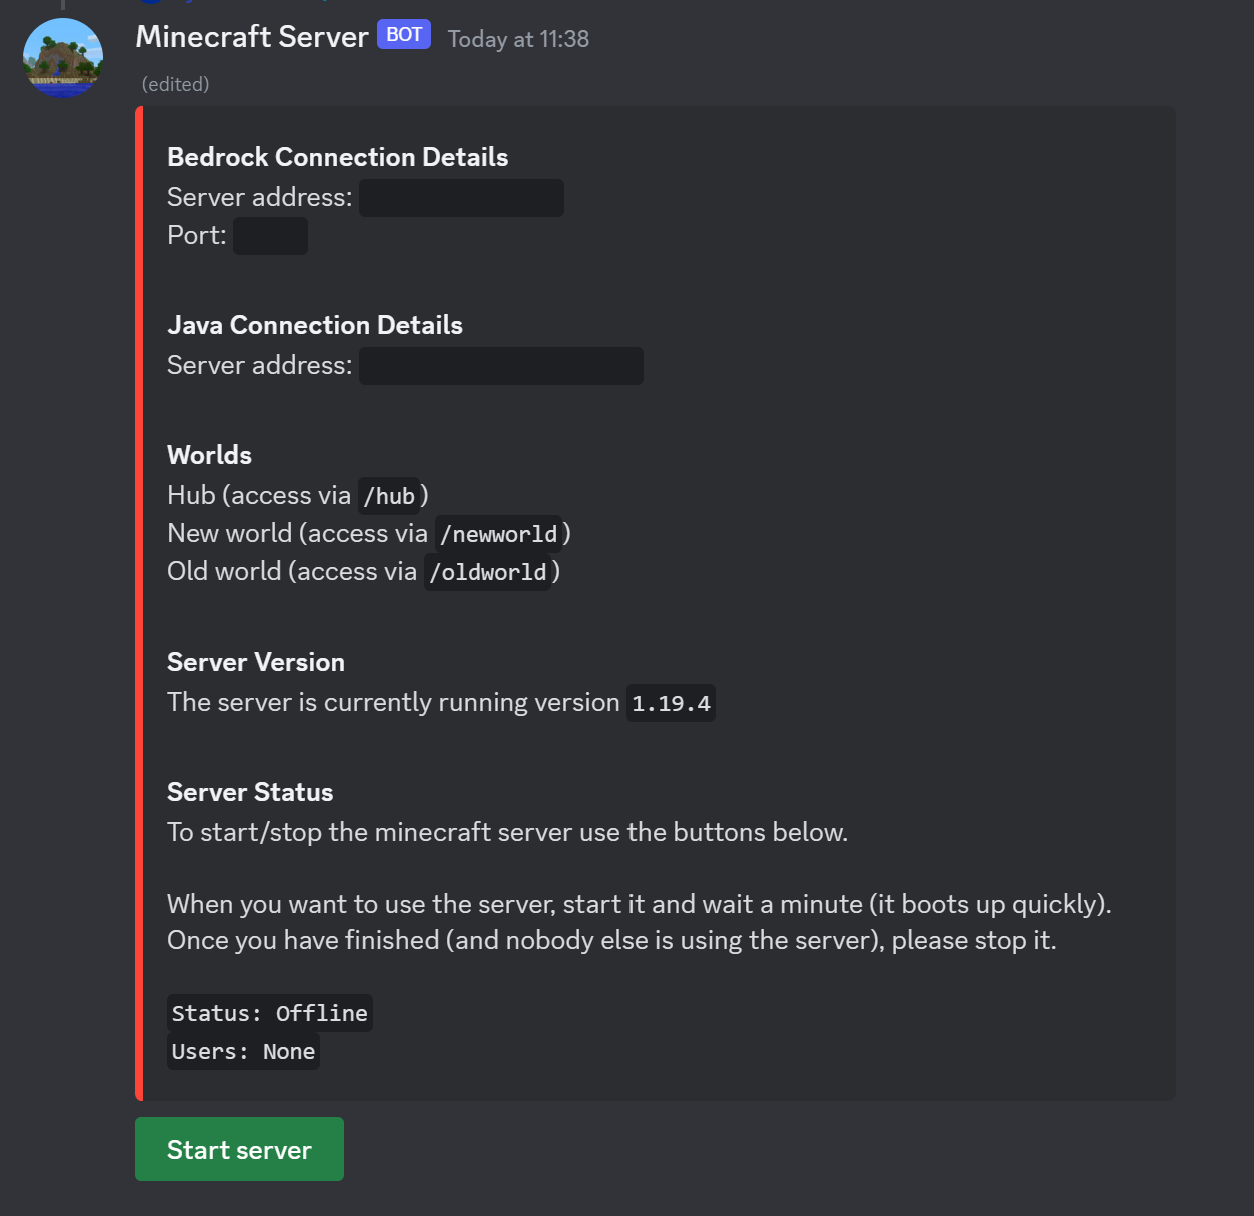 Minecraft Server BOT Today at 11:38
(edited)
Bedrock Connection Details
Server address:
Port:
Java Connection Details
Server address:
Worlds
Hub (access via /hub)
New world (access via /newworld)
Old world (access via /oldworld)
Server Version
The server is currently running version 1.19.4
Server Status
To start/stop the minecraft server use the buttons below.
When you want to use the server, start it and wait a minute (it boots up quickly).
Once you have finished (and nobody else is using the server), please stop it.
Status: Offline
Users: None
Start server